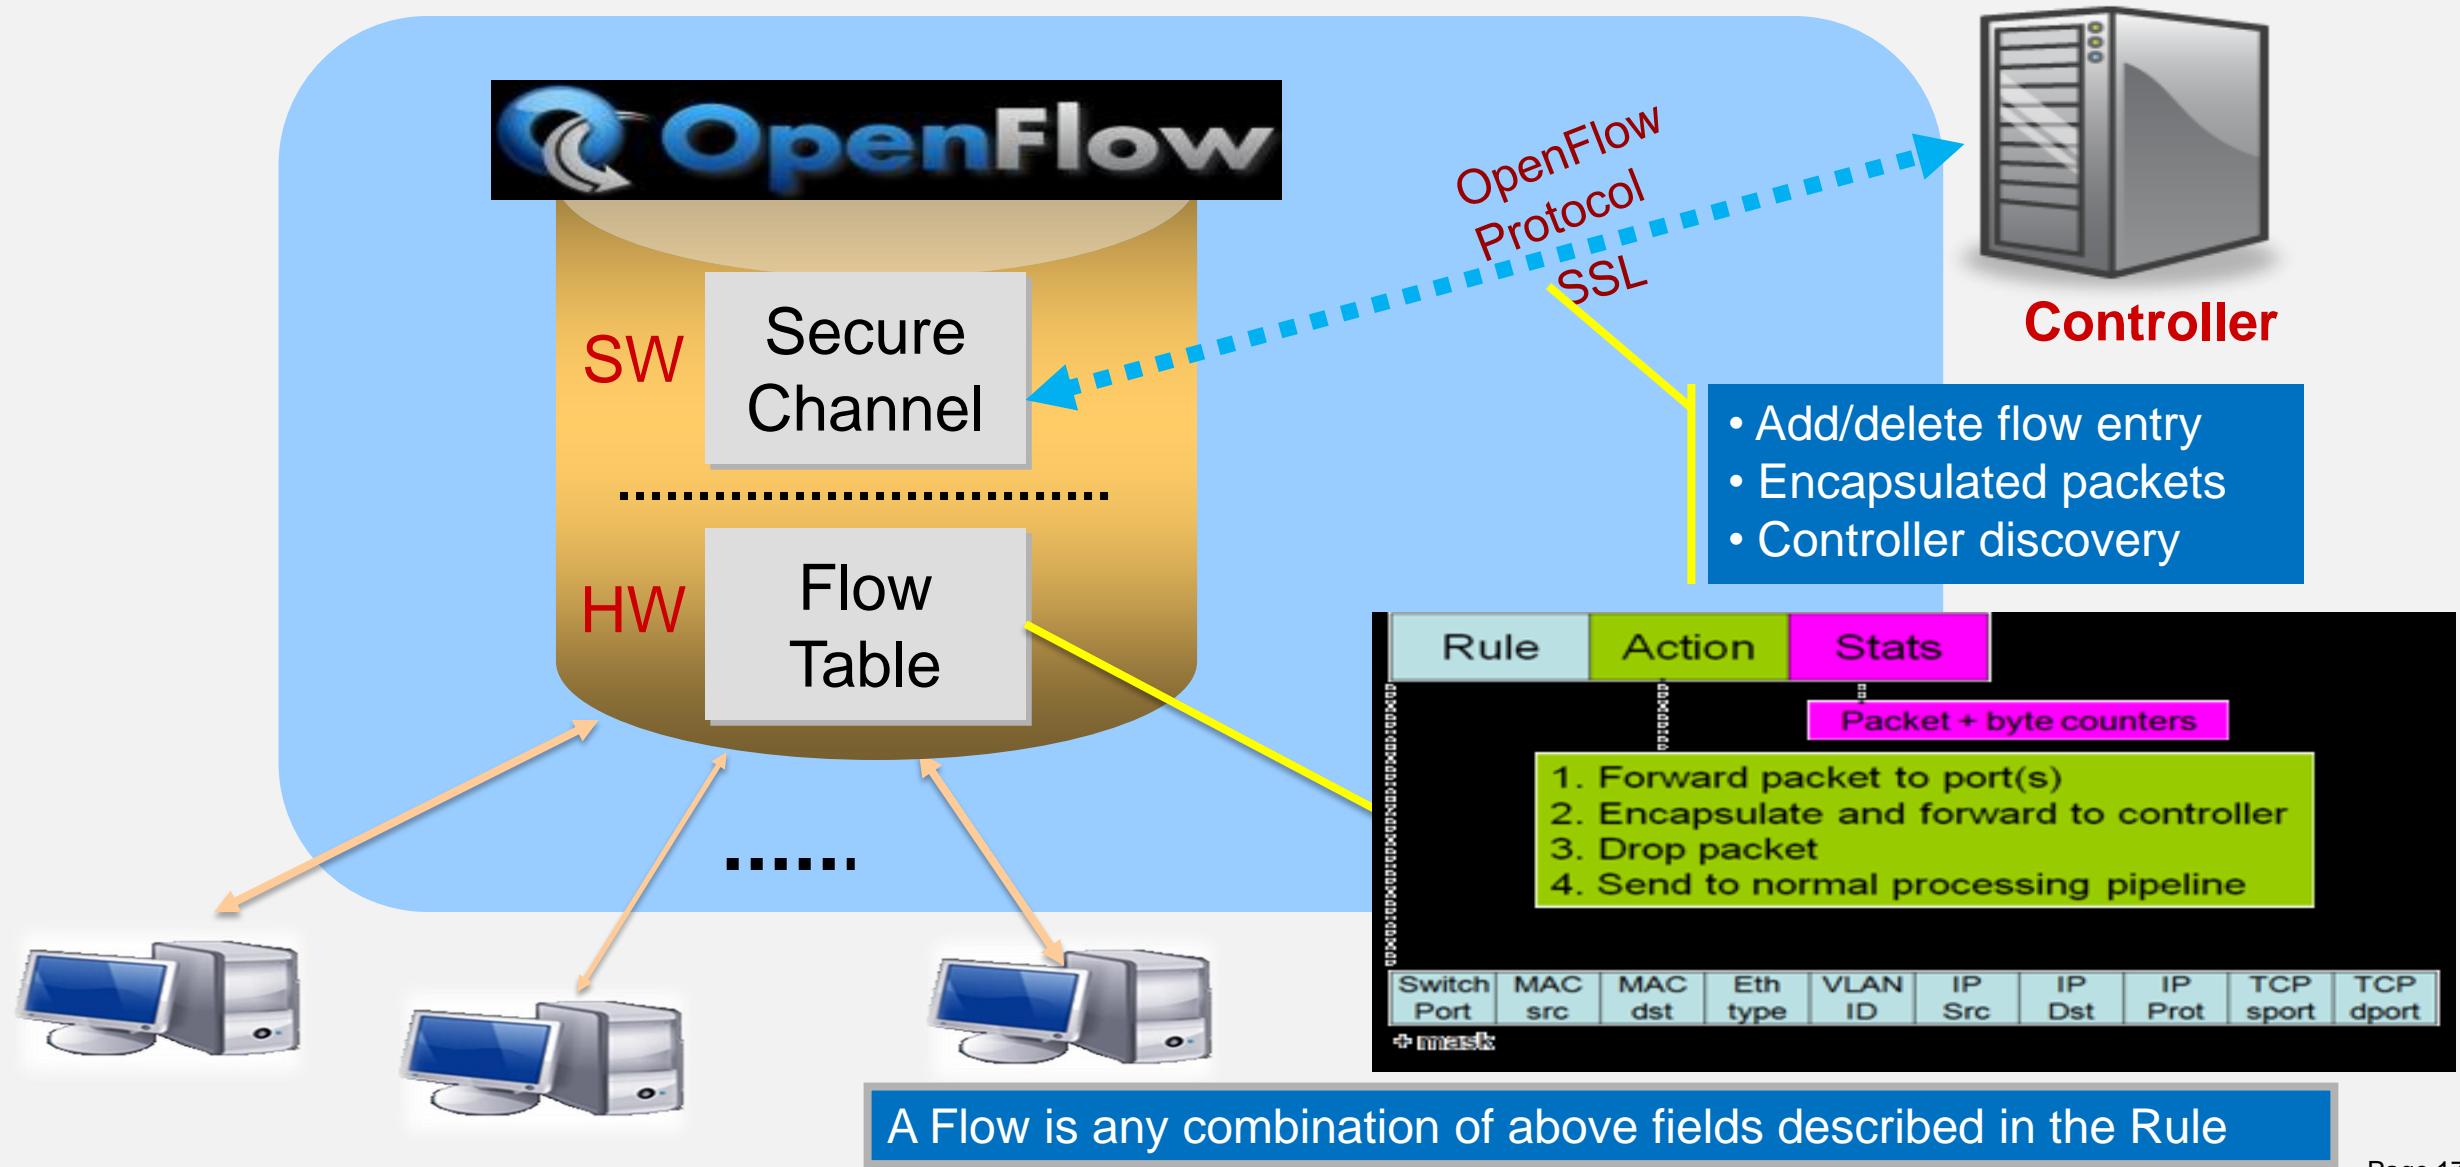 OpenFlow
OpenFlow
Protocol
SSL
Controller
SW
Secure
Channel
• Add/delete flow entry
• Encapsulated packets
• Controller discovery
HW
Flow
Table
Rule
Action
Stats
Packet + byte counters
1. Forward packet to port(s)
2. Encapsulate and forward to controller
3. Drop packet
4. Send to normal processing pipeline
Switch Port
MAC src
MAC dst
Eth type
VLAN ID
IP Src
IP Dst
IP Prot
TCP sport
TCP dport
+ mask
A Flow is any combination of above fields described in the Rule